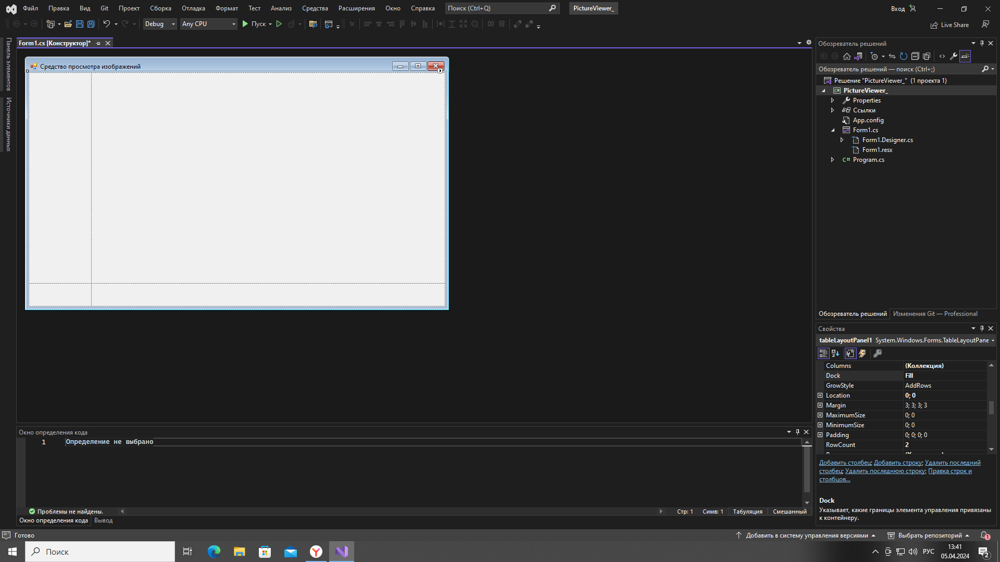 Файл Правка Вид Git Проект Сборка Отладка Формат Тест Анализ Средства Расширения Окно Справка Поиск (Ctrl+Q) PictureViewer_ Вход
Debug Any CPU Пуск Live Share
Панель элементов
Источники данных
Form1.cs [Конструктор]*
Средство просмотра изображений
Обозреватель решений
Обозреватель решений — поиск (Ctrl+;)
Решение "PictureViewer_" (1 проекта 1)
C# PictureViewer_
Properties
Ссылки
App.config
Form1.cs
Form1.Designer.cs
Form1.resx
C# Program.cs
Обозреватель решений Изменения Git — Professional
Свойства
tableLayoutPanel1 System.Windows.Forms.TableLayoutPane
Columns (Коллекция)
Dock Fill
GrowStyle AddRows
Location 0; 0
Margin 3; 3; 3; 3
MaximumSize 0; 0
MinimumSize 0; 0
Padding 0; 0; 0; 0
RowCount 2
Добавить столбец; Добавить строку; Удалить последний
столбец; Удалить последнюю строку; Правка строк и
столбцов...
Dock
Указывает, какие границы элемента управления привязаны
к контейнеру.
Окно определения кода
1 Определение не выбрано
Проблемы не найдены. Стр: 1 Симв: 1 Табуляция Смешанный
Окно определения кода Вывод
Готово Добавить в систему управления версиями Выбрать репозиторий 1
Поиск РУС 13:41
05.04.2024 2